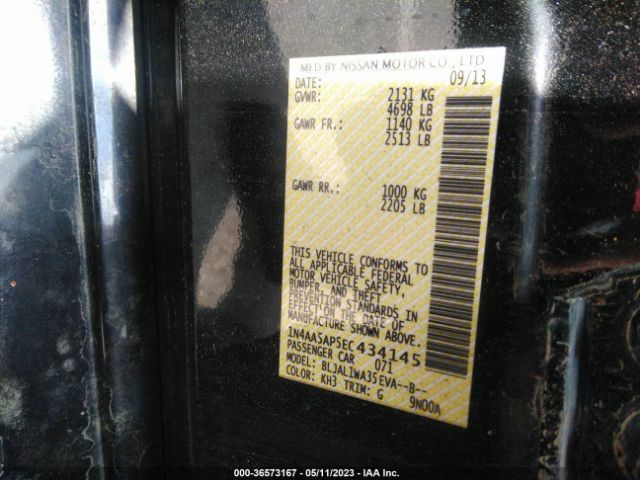 MFD BY NISSAN MOTOR CO., LTD
DATE: 09/13
GVWR: 2131 KG
4698 LB
GAWR FR.: 1140 KG
2513 LB
GAWR RR.: 1000 KG
2205 LB
THIS VEHICLE CONFORMS TO
ALL APPLICABLE FEDERAL
MOTOR VEHICLE SAFETY,
BUMPER, AND THEFT
PREVENTION STANDARDS IN
EFFECT ON THE DATE OF
MANUFACTURE SHOWN ABOVE.
1N4AA5AP5EC434145
PASSENGER CAR 071
MODEL: BLJALIWA35EVA--B--
COLOR: KH3 TRIM: G 9N00A
000-36573167 - 05/11/2023 - IAA Inc.